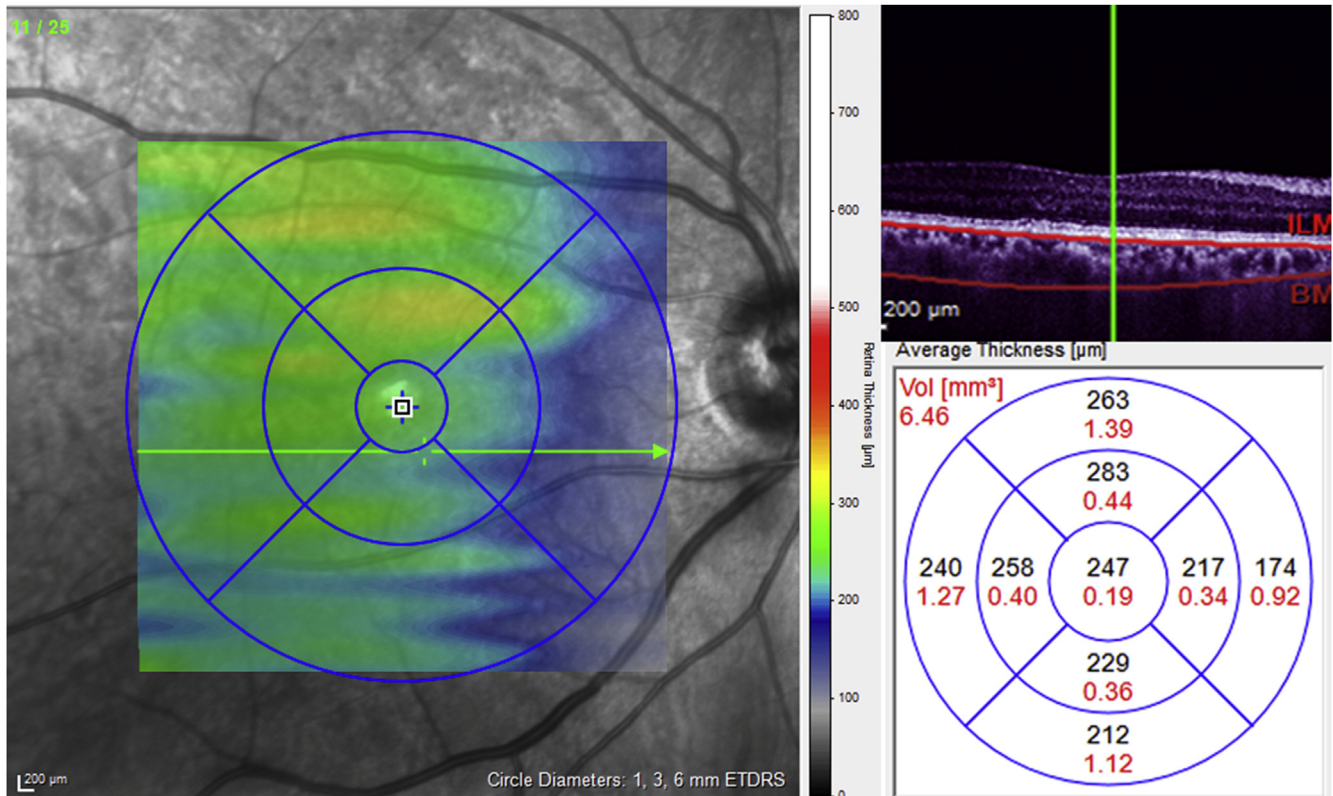 11 / 25
200 µm
Circle Diameters: 1, 3, 6 mm ETDRS
800
700
600
500
400
300
200
100
0
Retina Thickness [µm]
ILM
BM
200 µm
Average Thickness [µm]
Vol [mm³]
6.46
263
1.39
283
0.44
240 258 247 217 174
1.27 0.40 0.19 0.34 0.92
229
0.36
212
1.12